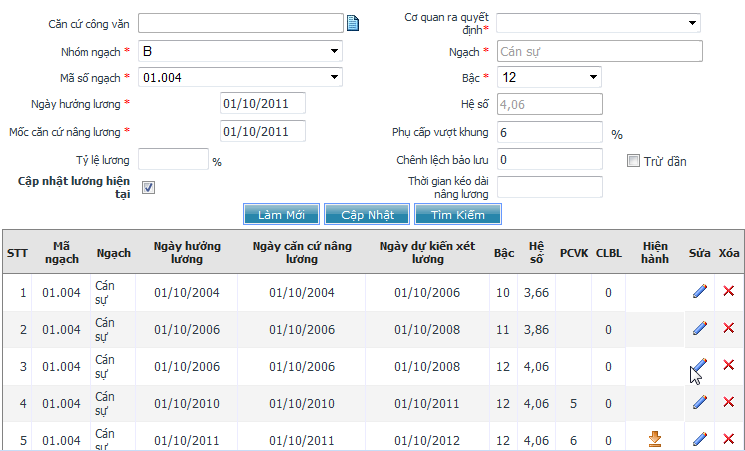 Căn cứ công văn
Cơ quan ra quyết
định*
Nhóm ngạch * B
Ngạch * Cán sự
Mã số ngạch * 01.004
Bậc * 12
Ngày hưởng lương * 01/10/2011
Hệ số 4,06
Mốc căn cứ nâng lương * 01/10/2011
Phụ cấp vượt khung 6 %
Tỷ lệ lương %
Chênh lệch bảo lưu 0 Trừ dần
Cập nhật lương hiện
tại
Thời gian kéo dài
nâng lương
Làm Mới Cập Nhật Tìm Kiếm
STT Mã ngạch Ngạch Ngày hưởng lương Ngày căn cứ nâng lương Ngày dự kiến xét lương Bậc Hệ số PCVK CLBL Hiện hành Sửa Xóa
1 01.004 Cán sự 01/10/2004 01/10/2004 01/10/2006 10 3,66 0
2 01.004 Cán sự 01/10/2006 01/10/2006 01/10/2008 11 3,86 0
3 01.004 Cán sự 01/10/2006 01/10/2006 01/10/2008 12 4,06 0
4 01.004 Cán sự 01/10/2010 01/10/2010 01/10/2011 12 4,06 5 0
5 01.004 Cán sự 01/10/2011 01/10/2011 01/10/2012 12 4,06 6 0